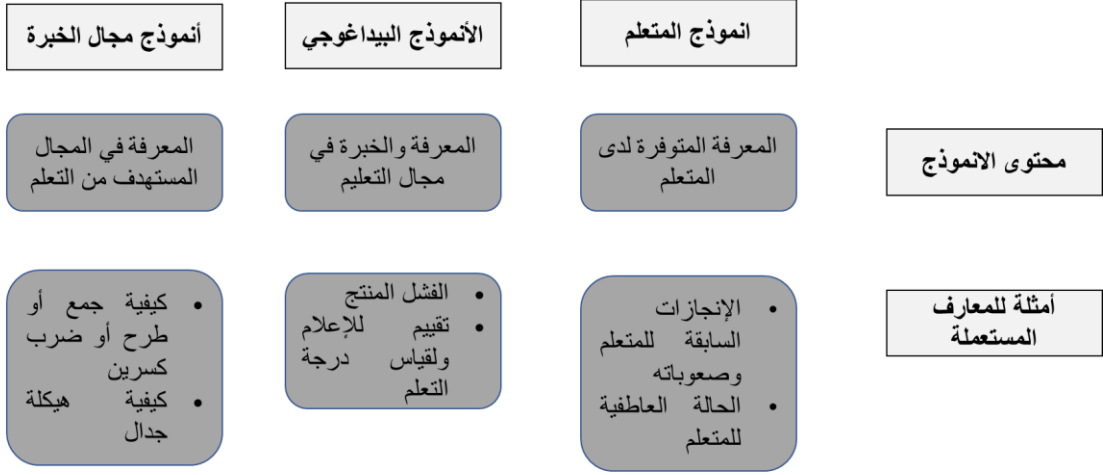 انموذج المتعلم
الأنموذج البيداغوجي
أنموذج مجال الخبرة
محتوى الانموذج
المعرفة المتوفرة لدى
المتعلم
المعرفة والخبرة في
مجال التعليم
المعرفة في المجال
المستهدف من التعلم
أمثلة للمعارف
المستعملة
• الإنجازات
السابقة للمتعلم
وصعوباته
• الحالة العاطفية
للمتعلم
• الفشل المنتج
• تقييم للإعلام
ولقياس درجة
التعلم
• كيفية جمع أو
طرح أو ضرب
كسرين
• كيفية هيكلة
جدال